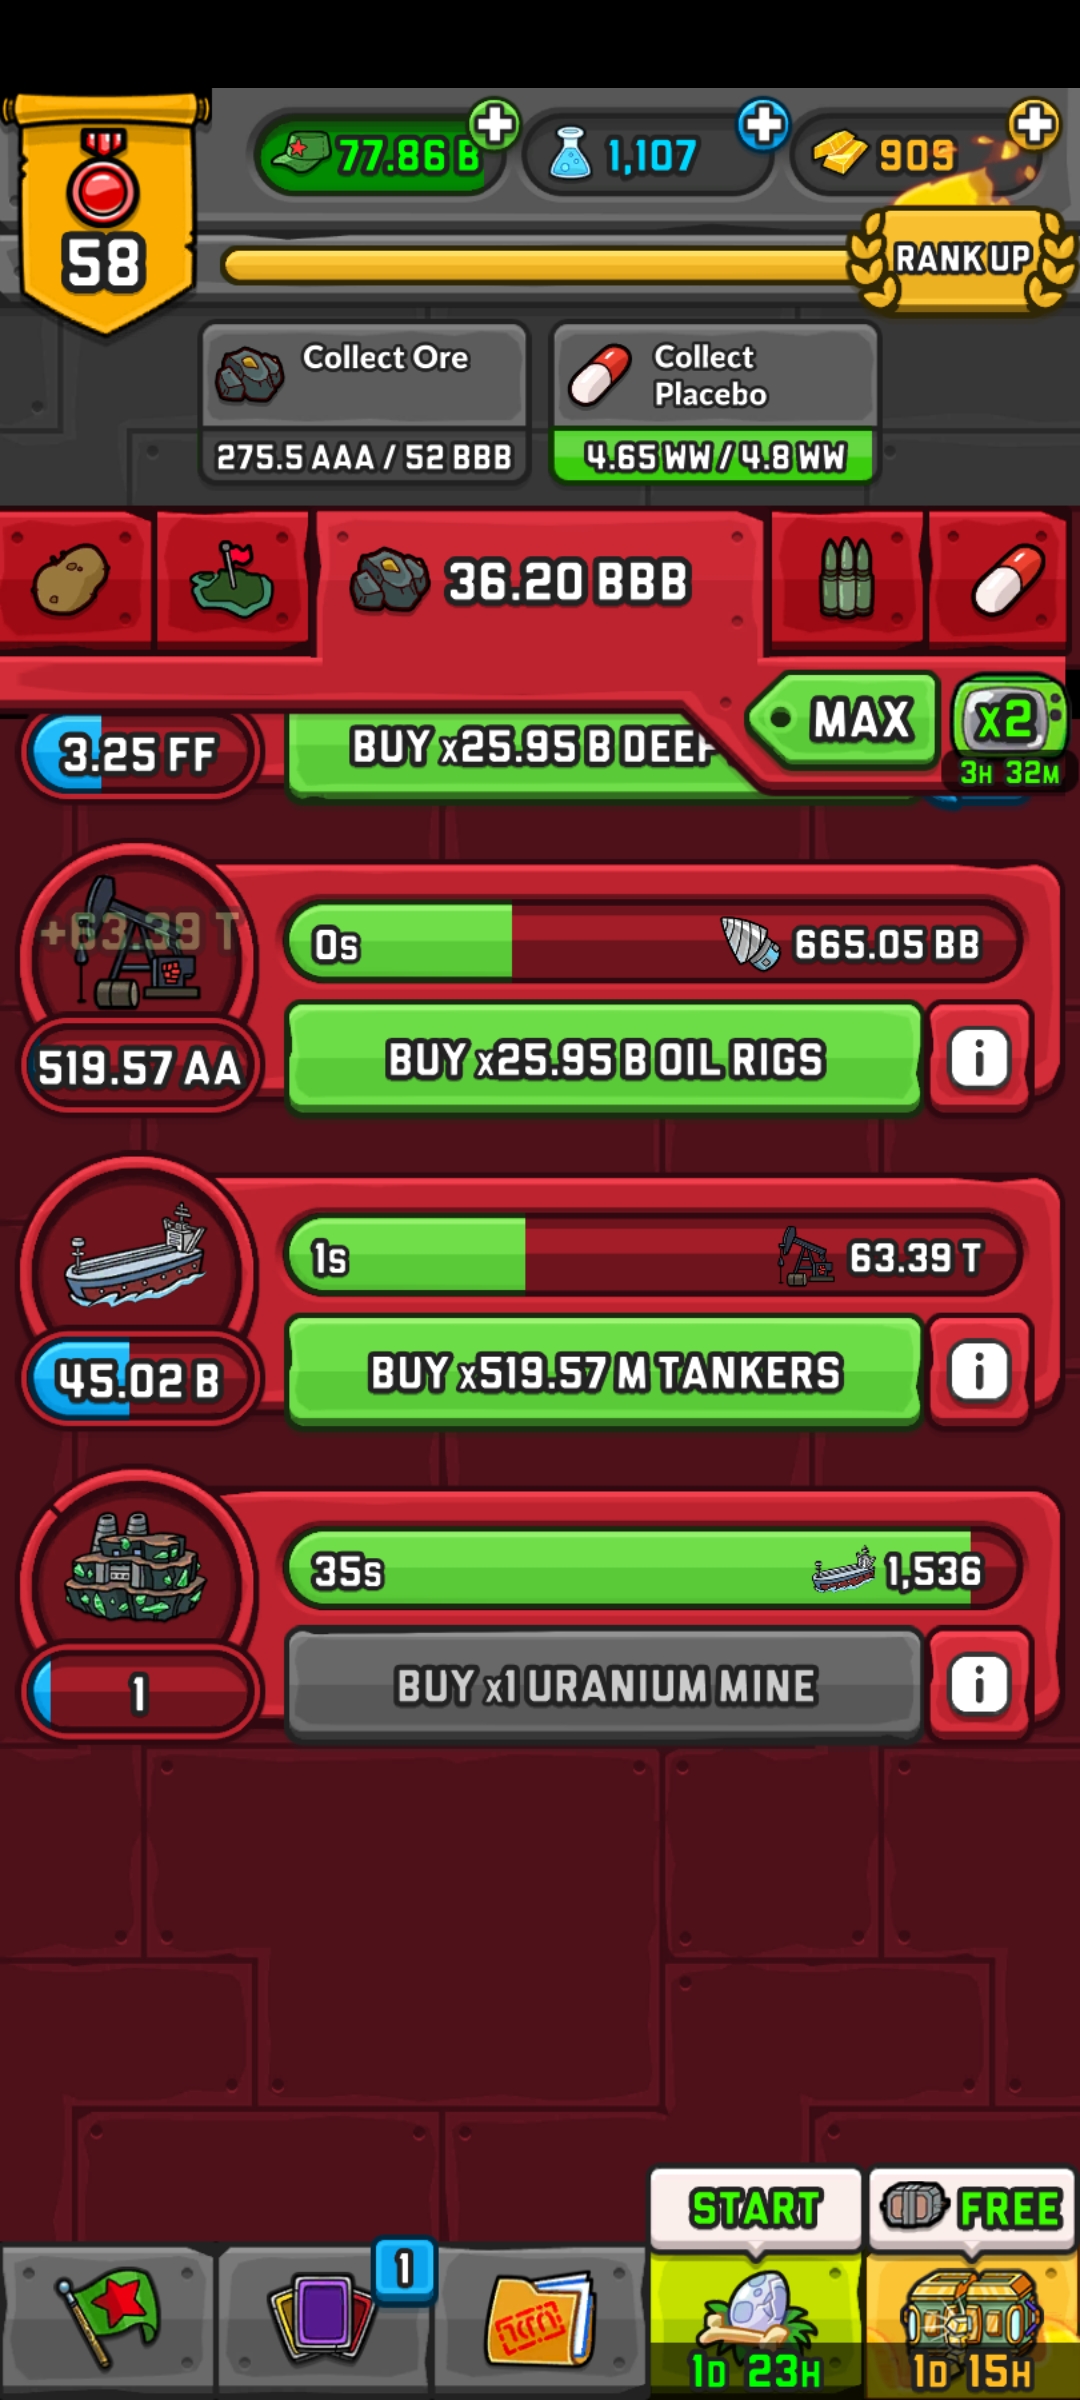 58
77.86 B
1,107
909
RANK UP
Collect Ore
275.5 AAA / 52 BBB
Collect
Placebo
4.65 WW / 4.8 WW
36.20 BBB
MAX
x2
3H 32M
3.25 FF
BUY x25.95 B DEEP
+63.39 T
0s
665.05 BB
519.57 AA
BUY x25.95 B OIL RIGS
i
1s
63.39 T
45.02 B
BUY x519.57 M TANKERS
i
35s
1,536
1
BUY x1 URANIUM MINE
i
START
FREE
1
1D 23H
1D 15H